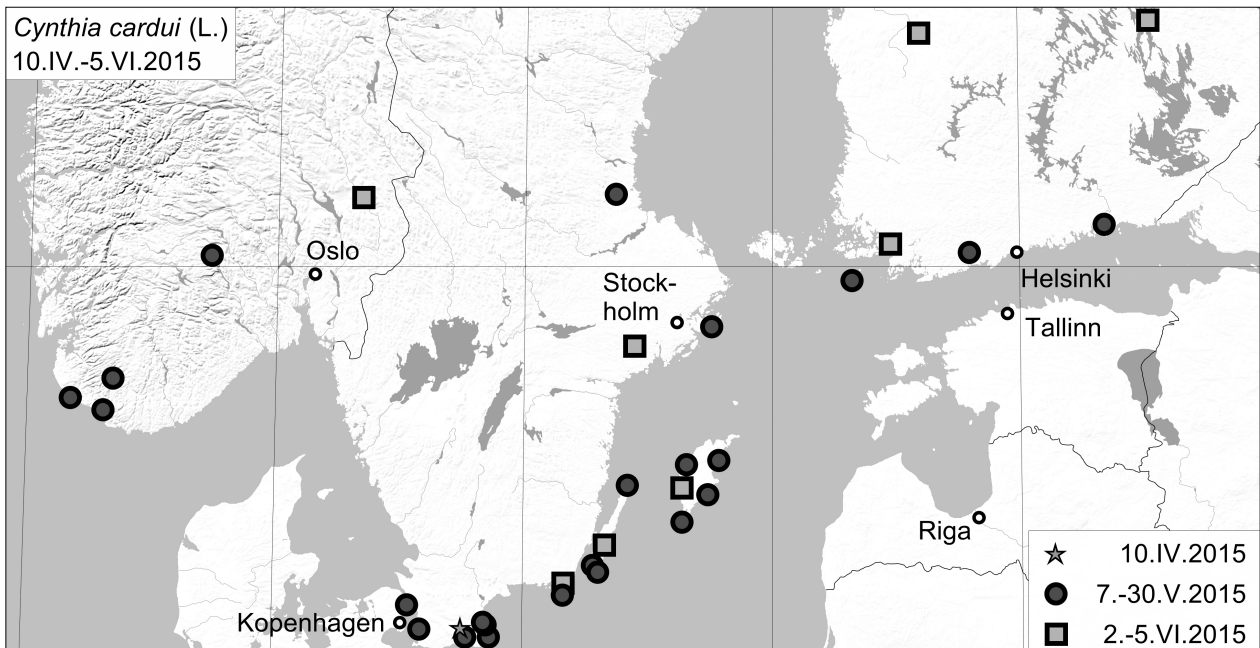 Cynthia cardui (L.)
10.IV.-5.VI.2015
Oslo
Stock-
holm
Helsinki
Tallinn
Riga
Kopenhagen
10.IV.2015
7.-30.V.2015
2.-5.VI.2015